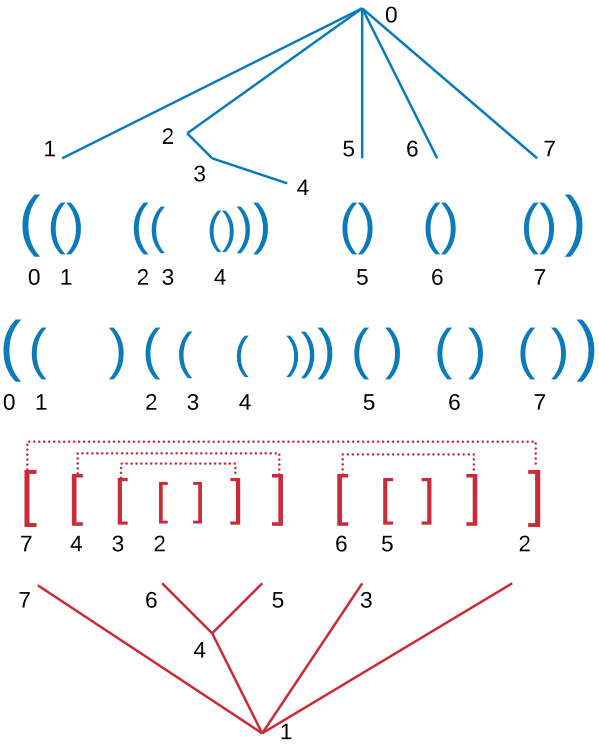 0
1 2 5 6 7
3 4
( ( ) ( ( ( ) ) ) ( ) ( ) ( ) )
0 1 2 3 4 5 6 7
( ( ) ( ( ( ) ) ) ( ) ( ) ( ) )
0 1 2 3 4 5 6 7
[ [ [ [ ] ] ] [ [ ] ] ]
7 4 3 2 6 5 2
7 6 5 3
4
1